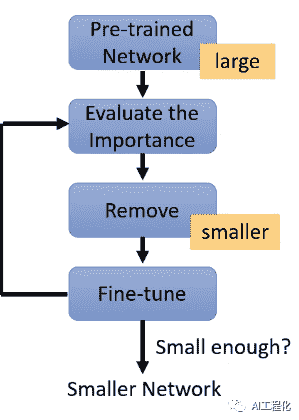 Pre-trained
Network
large
Evaluate the
Importance
Remove
smaller
Fine-tune
Small enough?
Smaller Network
AI工程化